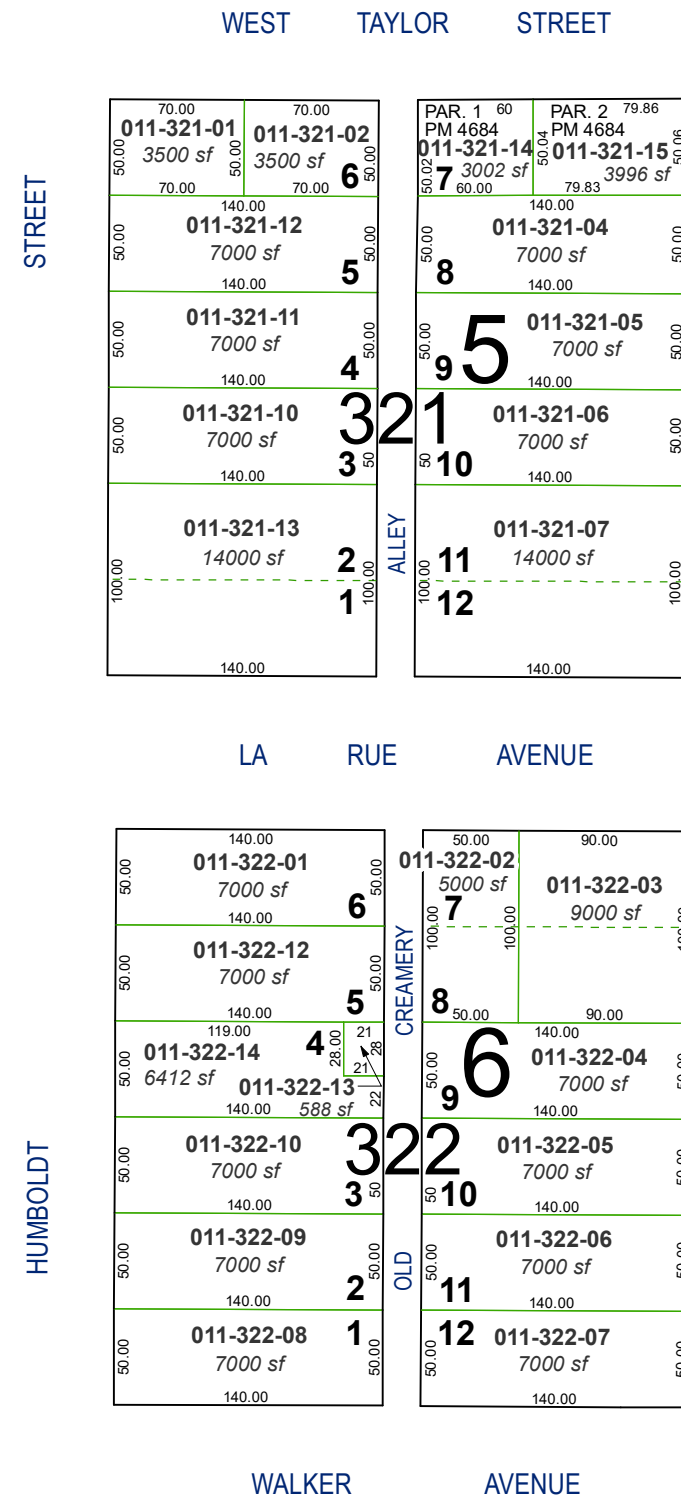 WEST TAYLOR STREET
STREET
70.00 70.00
011-321-01 011-321-02
3500 sf 3500 sf
50.00 50.00 50.00
6
70.00 70.00
140.00
011-321-12
7000 sf
50.00 50.00
5
140.00
011-321-11
7000 sf
50.00 50.00
4
140.00
011-321-10
7000 sf
50.00 50
3
140.00
011-321-13
14000 sf
2
100.00 100.00
1
140.00
321
ALLEY
PAR. 1 60 PAR. 2 79.86
PM 4684 PM 4684
011-321-14 011-321-15
3002 sf 3996 sf
50.02 50.04 50.06
7
60.00 79.83
140.00
011-321-04
7000 sf
50.00 50.00
8
140.00
5
011-321-05
7000 sf
50.00 50.00
9
140.00
011-321-06
7000 sf
50 50.00
10
140.00
011-321-07
14000 sf
11
100.00 100.00
12
140.00
LA RUE AVENUE
HUMBOLDT
140.00
011-322-01
7000 sf
50.00 50.00
6
140.00
011-322-12
7000 sf
50.00 50.00
5
140.00
119.00 21
011-322-14
6412 sf
4
50.00 28.00 28
21
011-322-13
588 sf
22
140.00
011-322-10
7000 sf
50.00 50
3
140.00
011-322-09
7000 sf
50.00 50.00
2
140.00
011-322-08
7000 sf
50.00 50.00
1
140.00
322
OLD CREAMERY
50.00 90.00
011-322-02 011-322-03
5000 sf 9000 sf
7
100.00 100.00
8
50.00 90.00
140.00
6
011-322-04
7000 sf
50.00 50.00
9
140.00
011-322-05
7000 sf
50 50.00
10
140.00
011-322-06
7000 sf
50.00 50.00
11
140.00
011-322-07
7000 sf
50.00 50.00
12
140.00
WALKER AVENUE